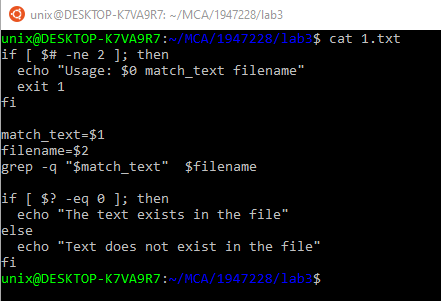 unix@DESKTOP-K7VA9R7: ~/MCA/1947228/lab3
unix@DESKTOP-K7VA9R7:~/MCA/1947228/lab3$ cat 1.txt
if [ $# -ne 2 ]; then
  echo "Usage: $0 match_text filename"
  exit 1
fi

match_text=$1
filename=$2
grep -q "$match_text"  $filename

if [ $? -eq 0 ]; then
  echo "The text exists in the file"
else
  echo "Text does not exist in the file"
fi
unix@DESKTOP-K7VA9R7:~/MCA/1947228/lab3$